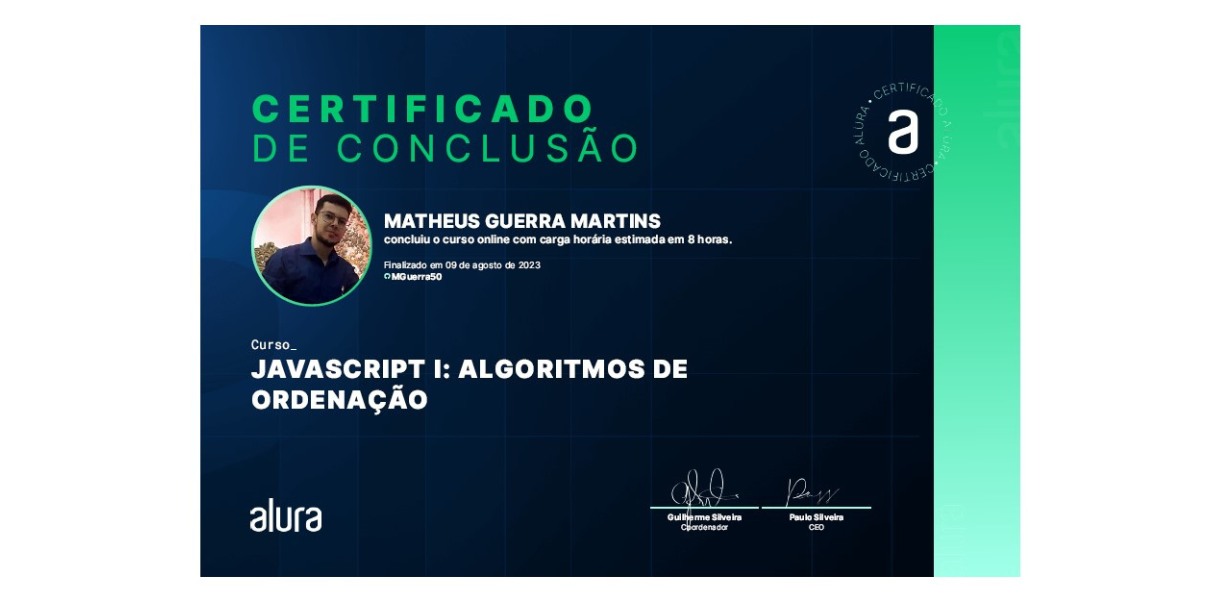 CERTIFICADO
DE CONCLUSÃO
CERTIFICADO ALURA • CERTIFICADO ALURA •
a
alura
MATHEUS GUERRA MARTINS
concluiu o curso online com carga horária estimada em 8 horas.
Finalizado em 09 de agosto de 2023
MGuerra50
Curso_
JAVASCRIPT I: ALGORITMOS DE
ORDENAÇÃO
alura
Guilherme Silveira
Coordenador
Paulo Silveira
CEO